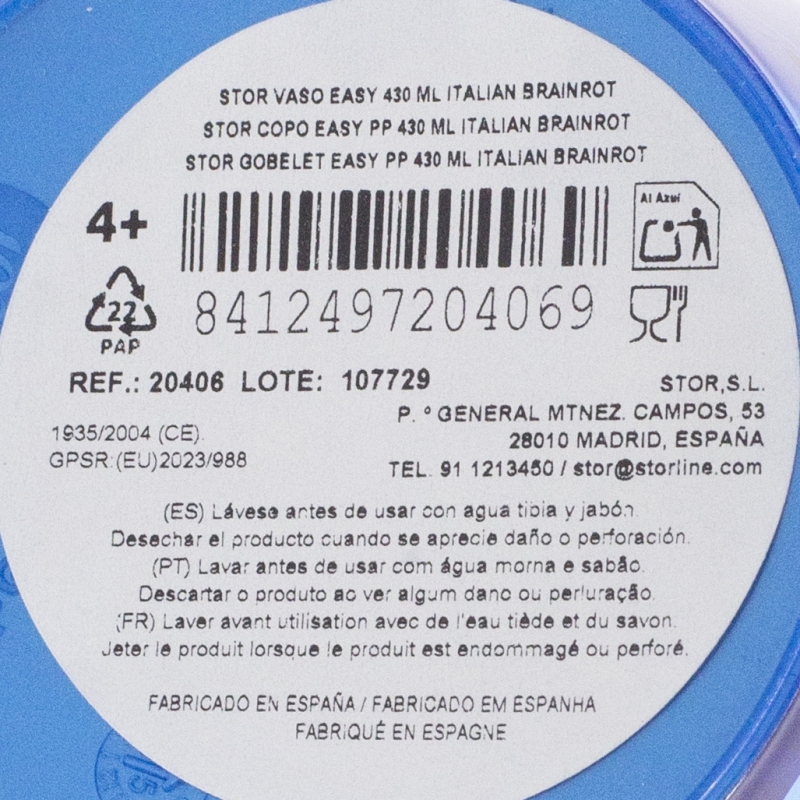 STOR VASO EASY 430 ML ITALIAN BRAINROT
STOR COPO EASY PP 430 ML ITALIAN BRAINROT
STOR GOBELET EASY PP 430 ML ITALIAN BRAINROT
4+
Al Azul
22
PAP
8412497204069
REF.: 20406 LOTE: 107729
STOR,S.L.
P. º GENERAL MTNEZ. CAMPOS, 53
1935/2004 (CE).
28010 MADRID, ESPAÑA
GPSR:(EU)2023/988
TEL. 91 1213450 / stor@storline.com
(ES) Lávese antes de usar con agua tibia y jabón.
Desechar el producto cuando se aprecie daño o perforación.
(PT) Lavar antes de usar com água morna e sabão.
Descartar o produto ao ver algum dano ou perfuração.
(FR) Laver avant utilisation avec de l'eau tiède et du savon.
Jeter le produit lorsque le produit est endommagé ou perforé.
FABRICADO EN ESPAÑA / FABRICADO EM ESPANHA
FABRIQUÉ EN ESPAGNE